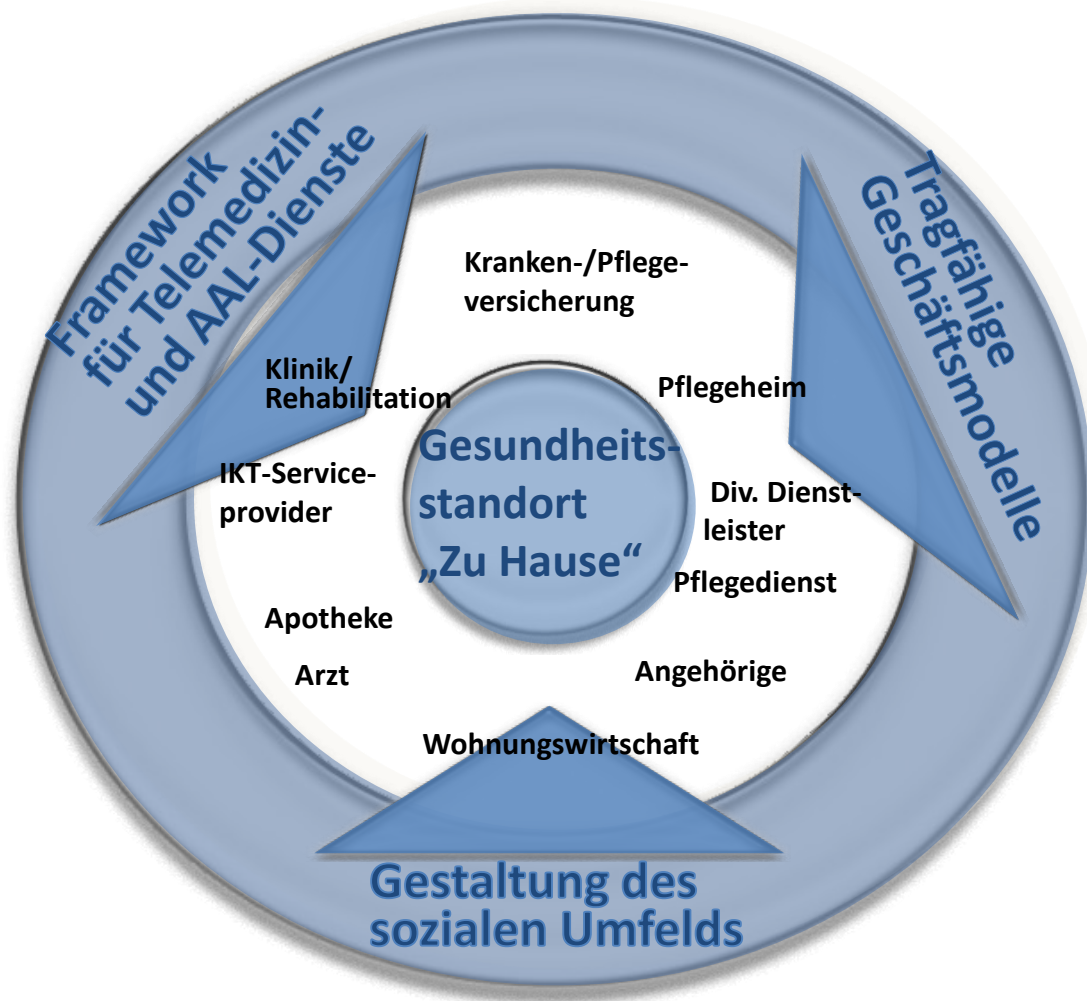 Framework
für Telemedizin-
und AAL-Dienste
Tragfähige
Geschäftsmodelle
Kranken-/Pflege-
versicherung
Klinik/
Rehabilitation
Pflegeheim
Gesundheits-
standort
„Zu Hause“
IKT-Service-
provider
Div. Dienst-
leister
Pflegedienst
Apotheke
Arzt
Angehörige
Wohnungswirtschaft
Gestaltung des
sozialen Umfelds